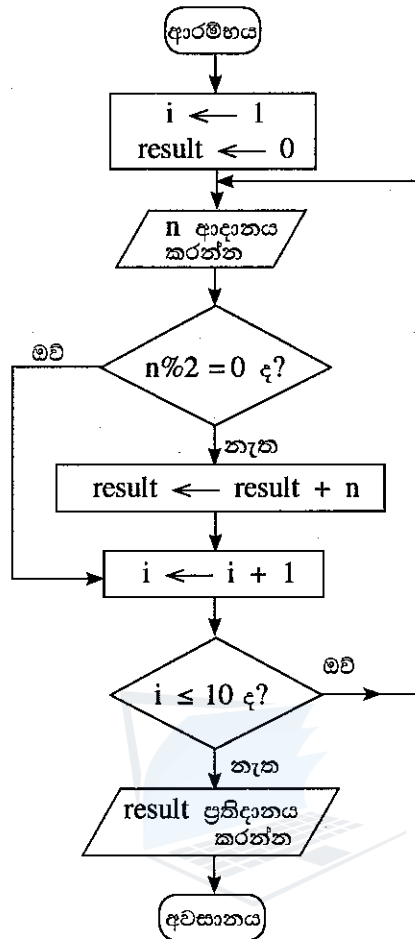 ආරම්භය
i ← 1
result ← 0
n ආදානය
කරන්න
ඔව්
n%2 = 0 ද?
නැත
result ← result + n
i ← i + 1
ඔව්
i ≤ 10 ද?
නැත
result ප්‍රතිදානය
කරන්න
අවසානය